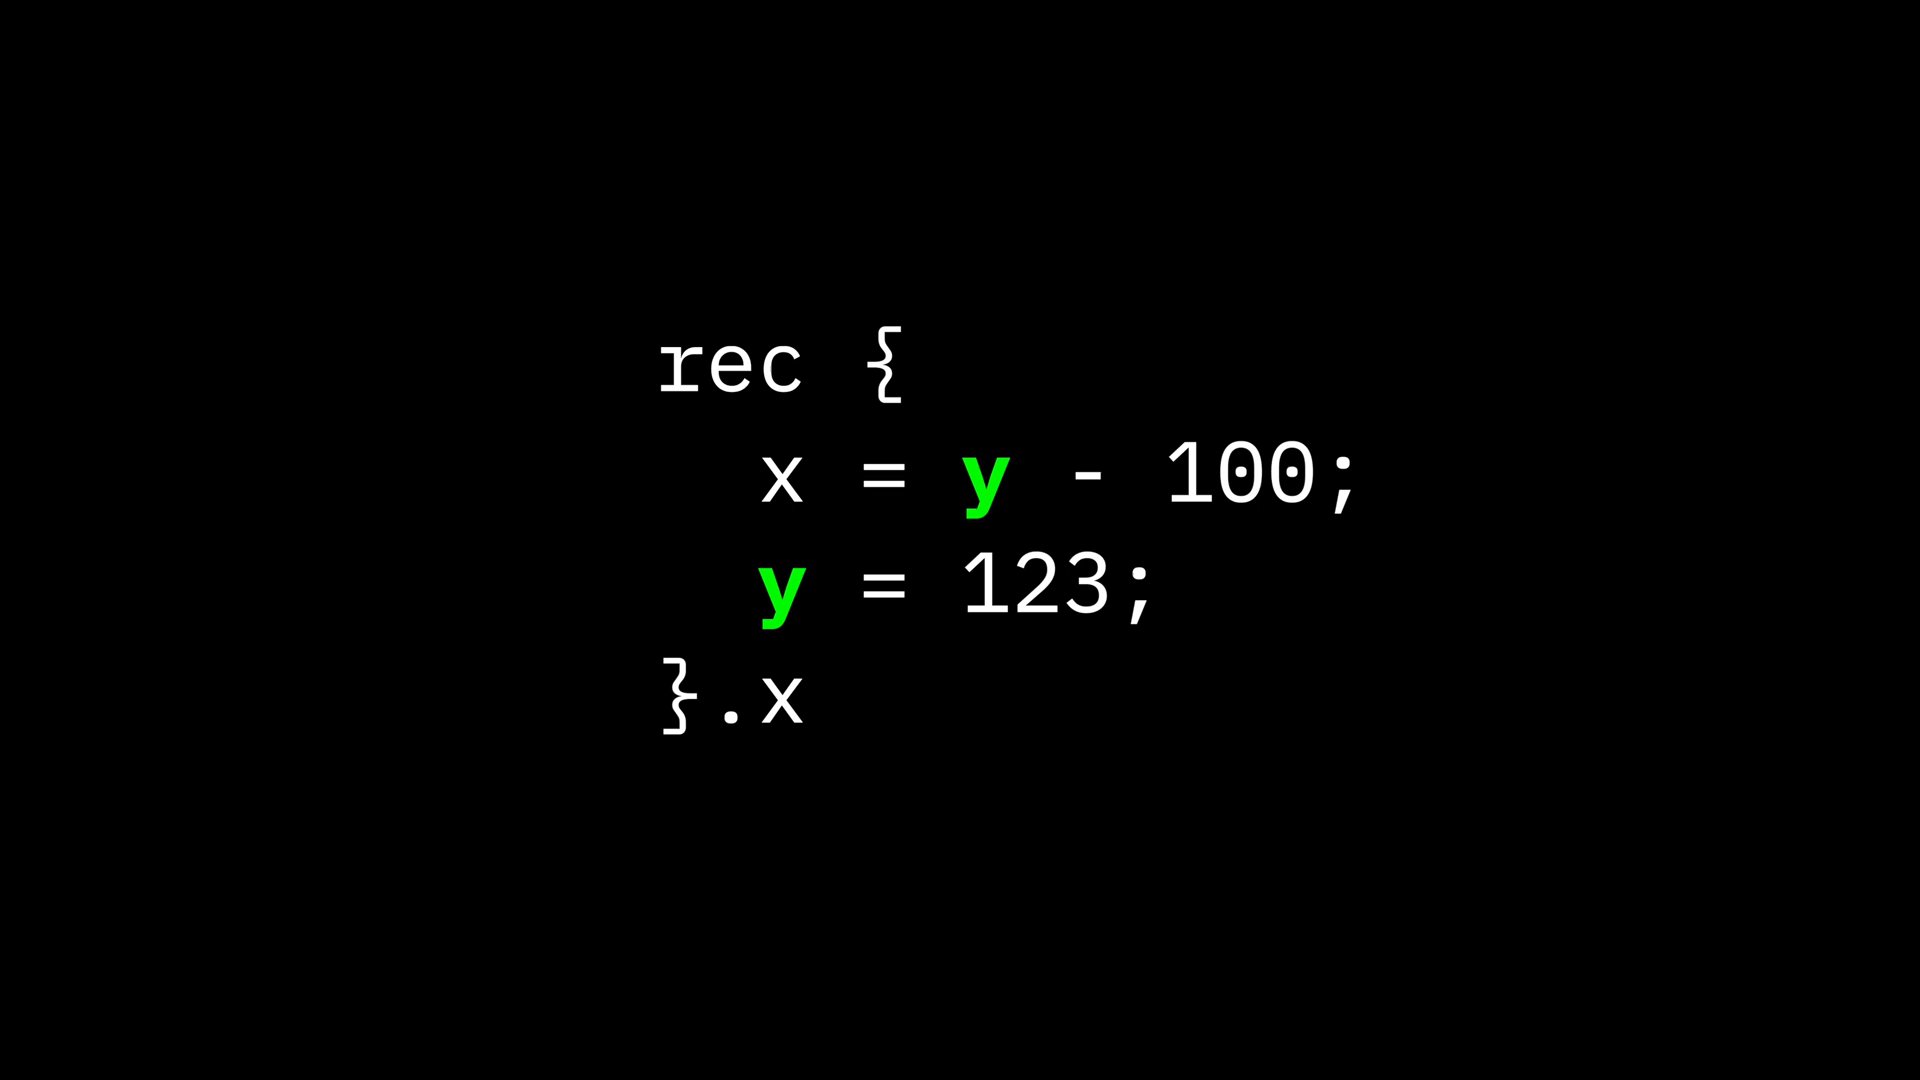 rec {
  x = y - 100;
  y = 123;
}.x